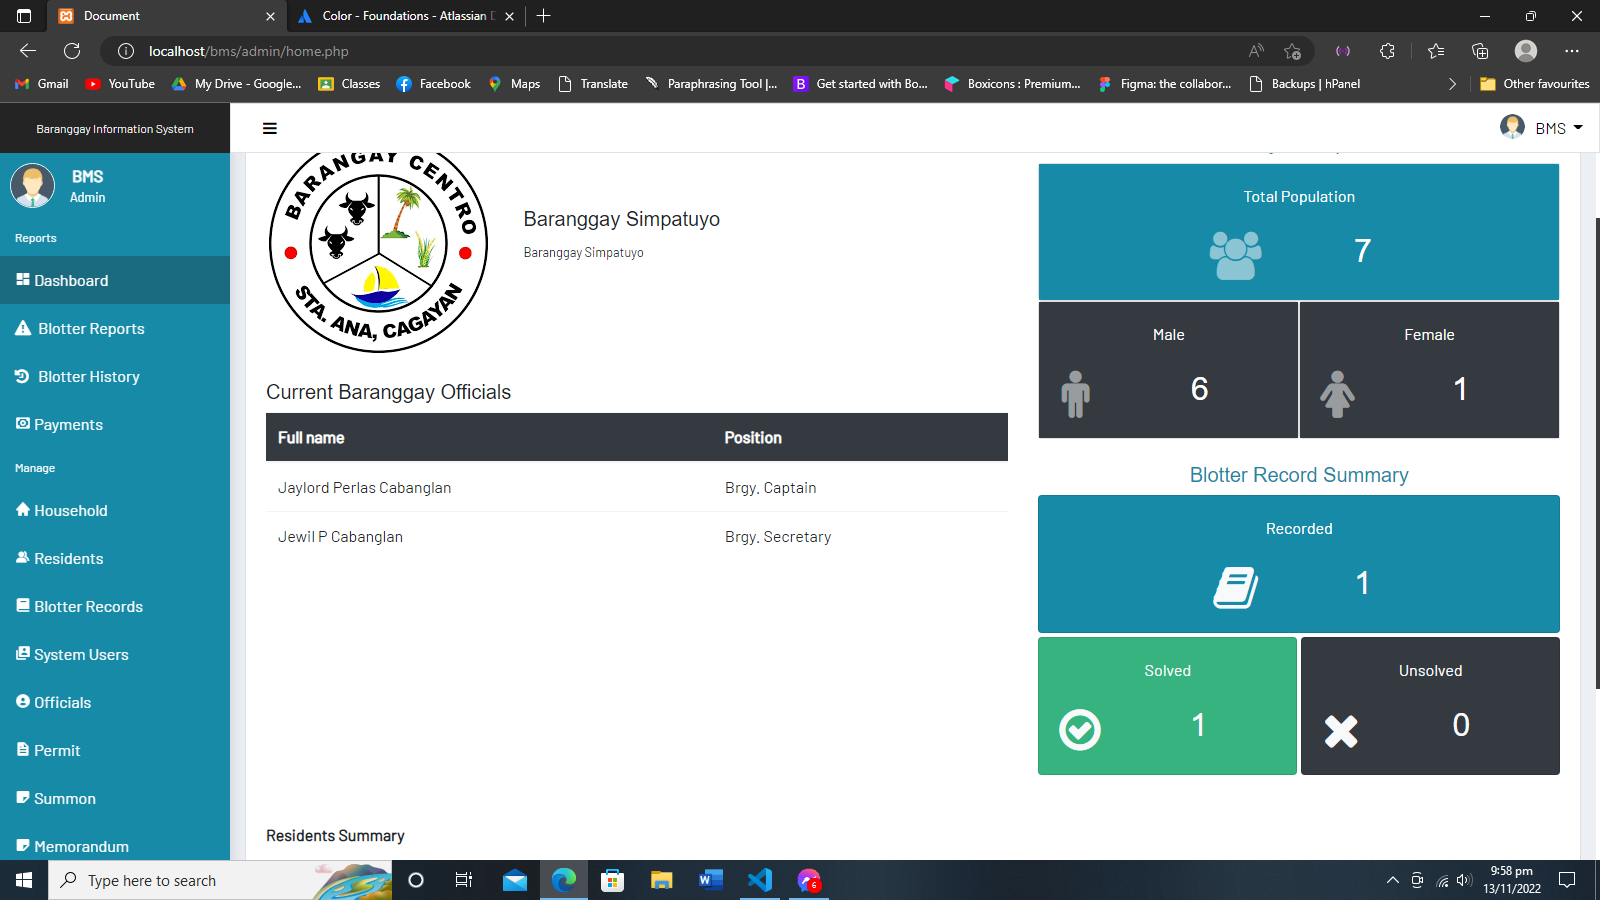 Document
Color - Foundations - Atlassian D
localhost/bms/admin/home.php
Gmail
YouTube
My Drive - Google...
Classes
Facebook
Maps
Translate
Paraphrasing Tool |...
Get started with Bo...
Boxicons : Premium...
Figma: the collabor...
Backups | hPanel
Other favourites
Baranggay Information System
BMS
BMS
Admin
Reports
Dashboard
Blotter Reports
Blotter History
Payments
Manage
Household
Residents
Blotter Records
System Users
Officials
Permit
Summon
Memorandum
BARANGAY CENTRO
STA. ANA, CAGAYAN
Baranggay Simpatuyo
Baranggay Simpatuyo
Current Baranggay Officials
Full name Position
Jaylord Perlas Cabanglan Brgy. Captain
Jewil P Cabanglan Brgy. Secretary
Total Population
7
Male
6
Female
1
Blotter Record Summary
Recorded
1
Solved
1
Unsolved
0
Residents Summary
Type here to search
6
9:58 pm
13/11/2022